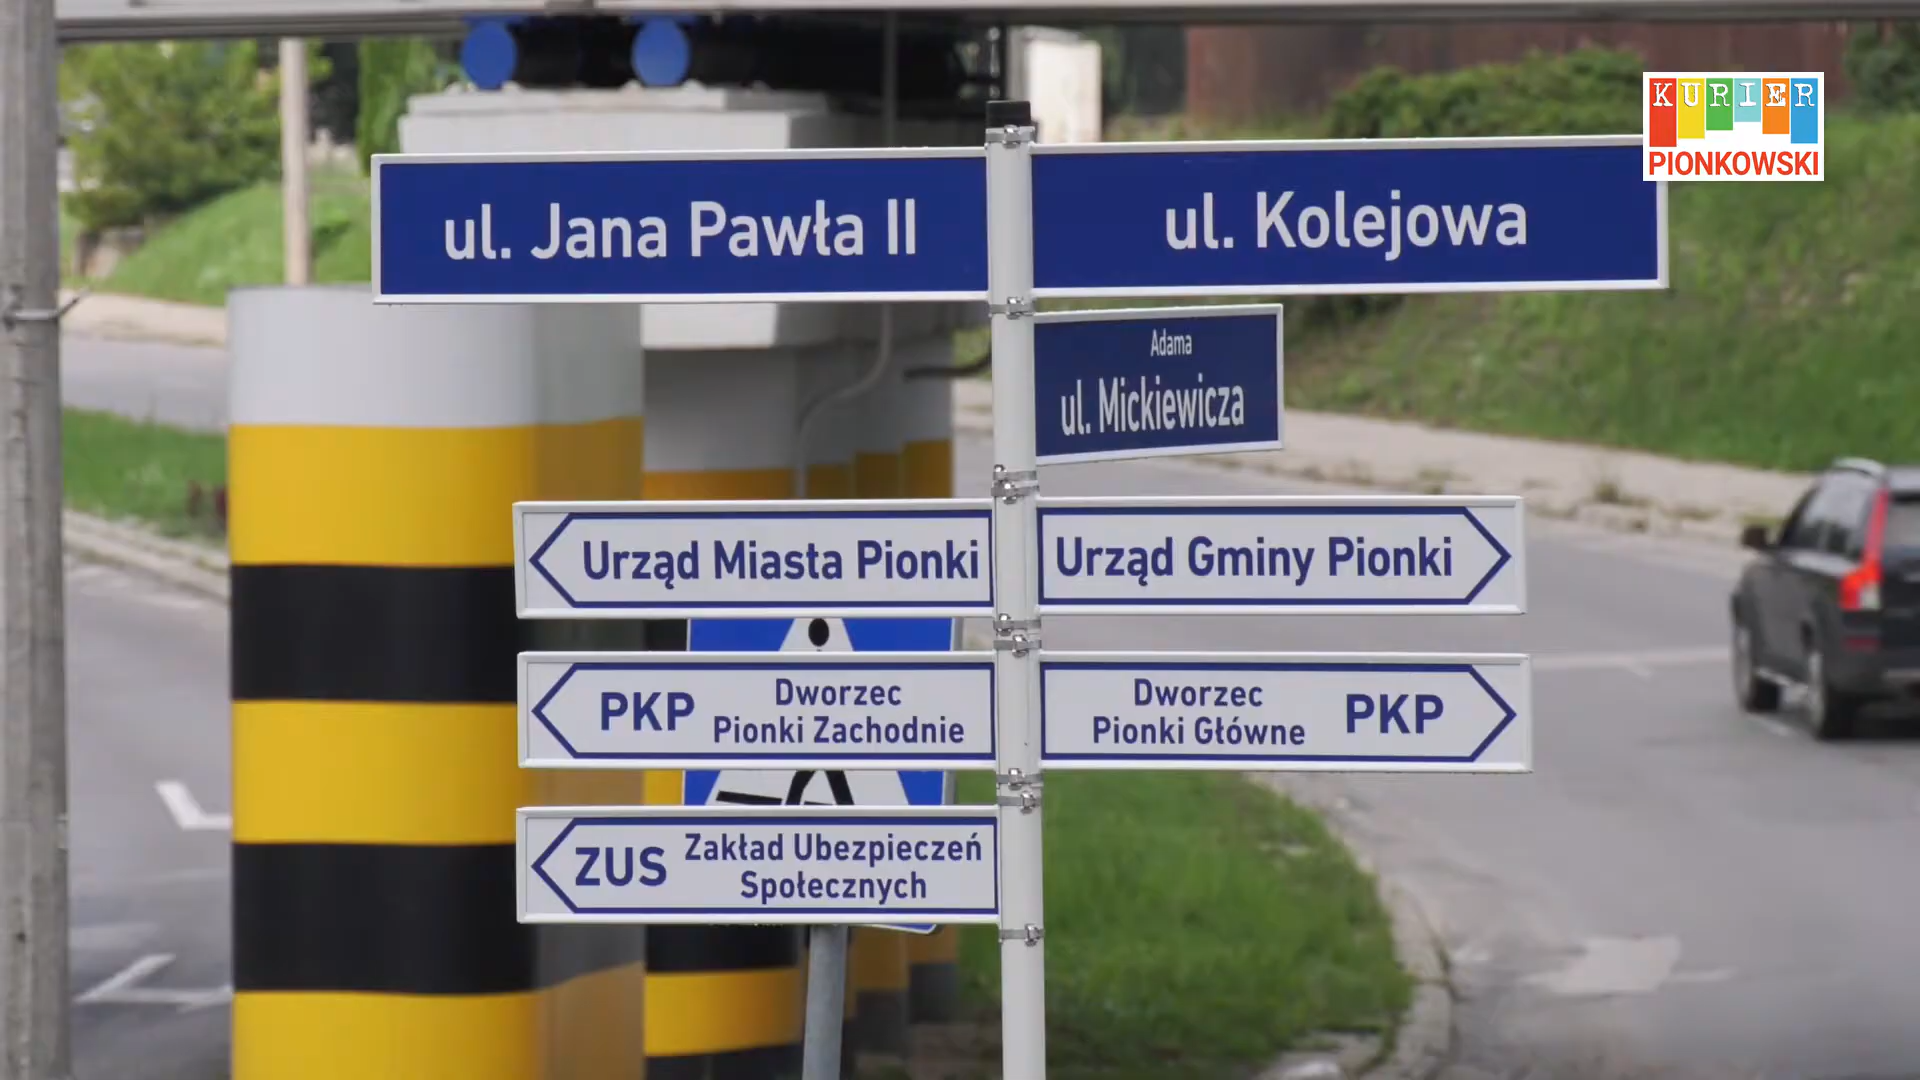 KURIER
PIONKOWSKI
ul. Jana Pawła II
ul. Kolejowa
Adama
ul. Mickiewicza
Urząd Miasta Pionki
Urząd Gminy Pionki
PKP
Dworzec
Pionki Zachodnie
Dworzec
Pionki Główne
PKP
ZUS
Zakład Ubezpieczeń
Społecznych